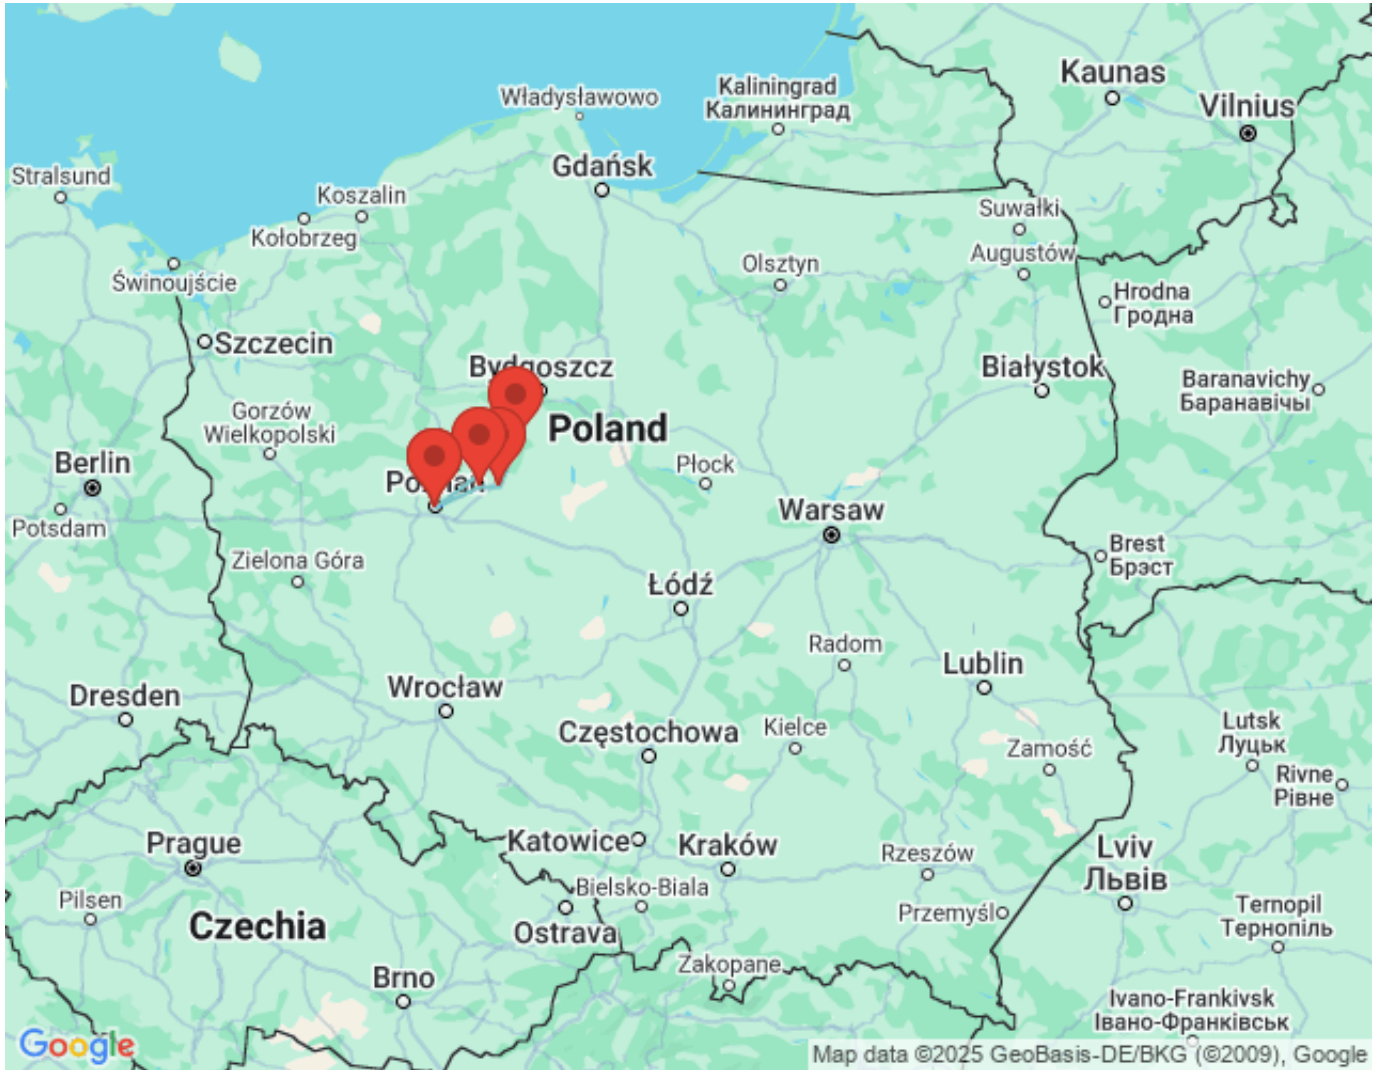 Kaunas
Kaliningrad
Калининград
Władysławowo
Vilnius
Gdańsk
Stralsund
Koszalin
Suwałki
Kołobrzeg
Augustów
Olsztyn
Świnoujście
Hrodna
Гродна
Szczecin
Bydgoszcz
Białystok
Baranavichy
Баранавічы
Gorzów
Wielkopolski
Poland
Berlin
Płock
Poznań
Warsaw
Potsdam
Brest
Брэст
Zielona Góra
Łódź
Radom
Lublin
Wrocław
Dresden
Częstochowa
Kielce
Lutsk
Луцьк
Zamość
Rivne
Рівне
Katowice
Kraków
Prague
Lviv
Львів
Rzeszów
Bielsko-Biala
Pilsen
Ternopil
Тернопіль
Przemyśl
Czechia
Ostrava
Zakopane
Brno
Ivano-Frankivsk
Івано-Франківськ
Google
Map data ©2025 GeoBasis-DE/BKG (©2009), Google